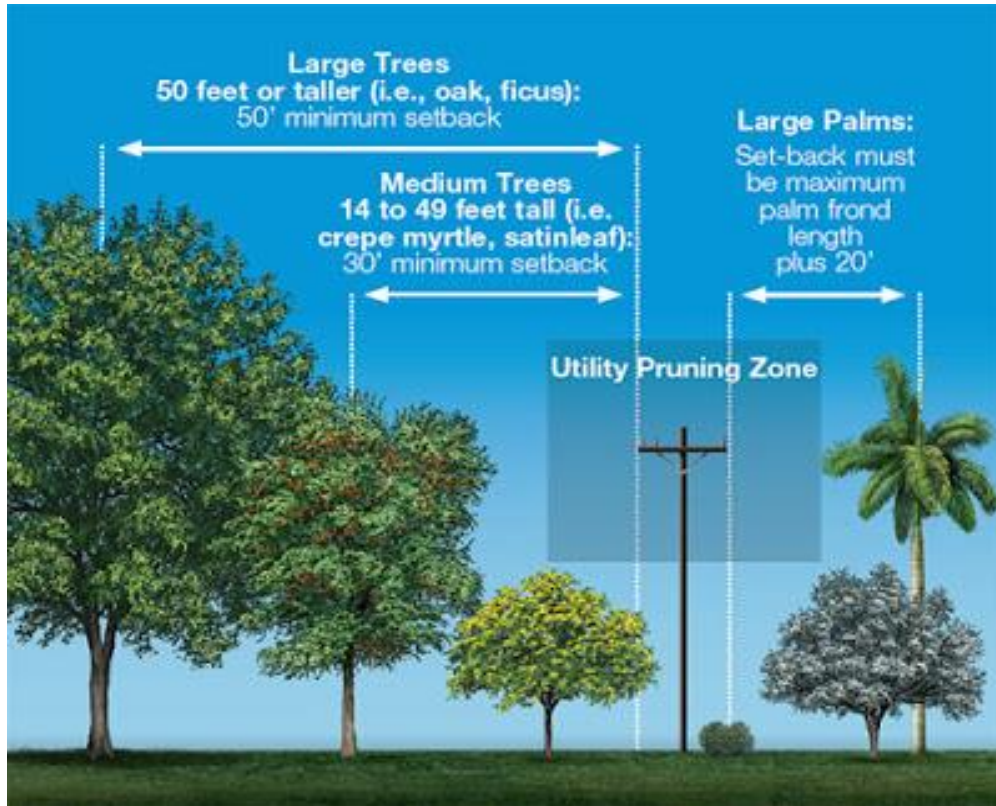 Large Trees
50 feet or taller (i.e., oak, ficus):
50' minimum setback
Medium Trees
14 to 49 feet tall (i.e.
crepe myrtle, satinleaf):
30' minimum setback
Large Palms:
Set-back must
be maximum
palm frond
length
plus 20'
Utility Pruning Zone